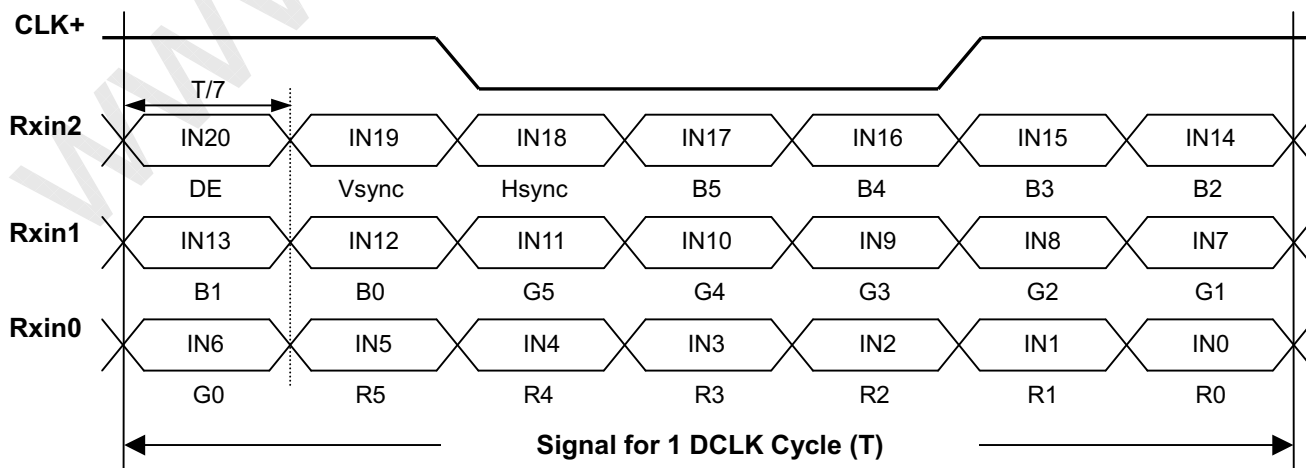 CLK+
T/7
Rxin2 IN20 IN19 IN18 IN17 IN16 IN15 IN14
DE Vsync Hsync B5 B4 B3 B2
Rxin1 IN13 IN12 IN11 IN10 IN9 IN8 IN7
B1 B0 G5 G4 G3 G2 G1
Rxin0 IN6 IN5 IN4 IN3 IN2 IN1 IN0
G0 R5 R4 R3 R2 R1 R0
Signal for 1 DCLK Cycle (T)